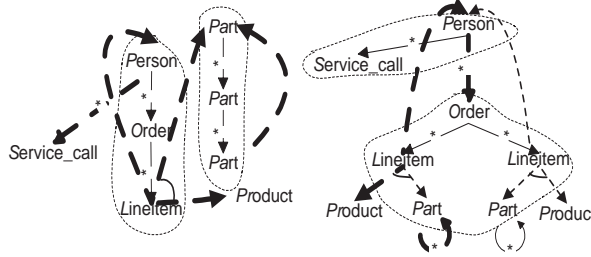 Part
Person
*
*
*
Part
Order
*
*
Service_call
Part
LineItem
Product
Person
*
Service_call
*
Order
*
*
LineItem
LineItem
Product
Part
Part
Produc
*
*